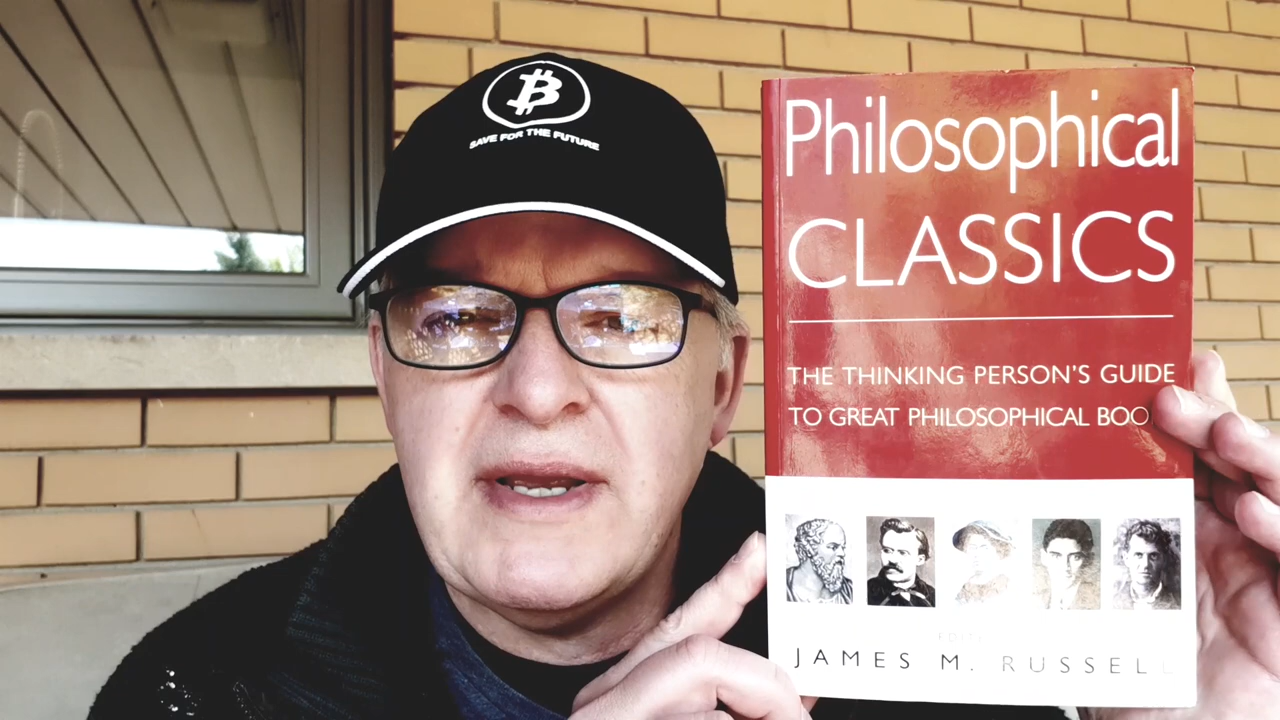 SAVE FOR THE FUTURE
Philosophical
CLASSICS
THE THINKING PERSON'S GUIDE
TO GREAT PHILOSOPHICAL BOO
JAMES M. RUSSELL